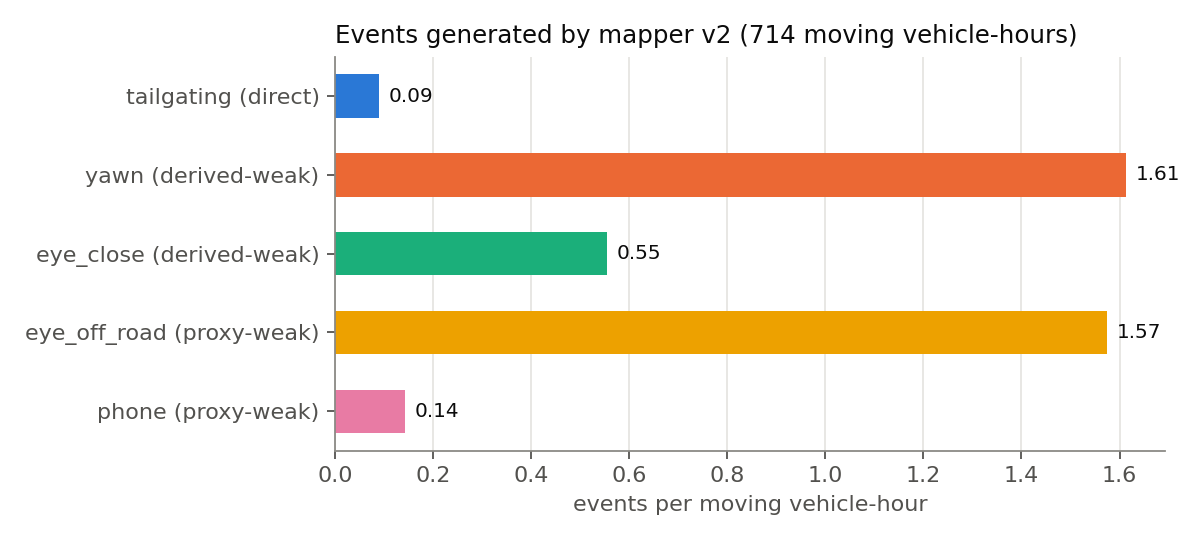 Events generated by mapper v2 (714 moving vehicle-hours)
tailgating (direct) 0.09
yawn (derived-weak) 1.61
eye_close (derived-weak) 0.55
eye_off_road (proxy-weak) 1.57
phone (proxy-weak) 0.14
0.0 0.2 0.4 0.6 0.8 1.0 1.2 1.4 1.6
events per moving vehicle-hour